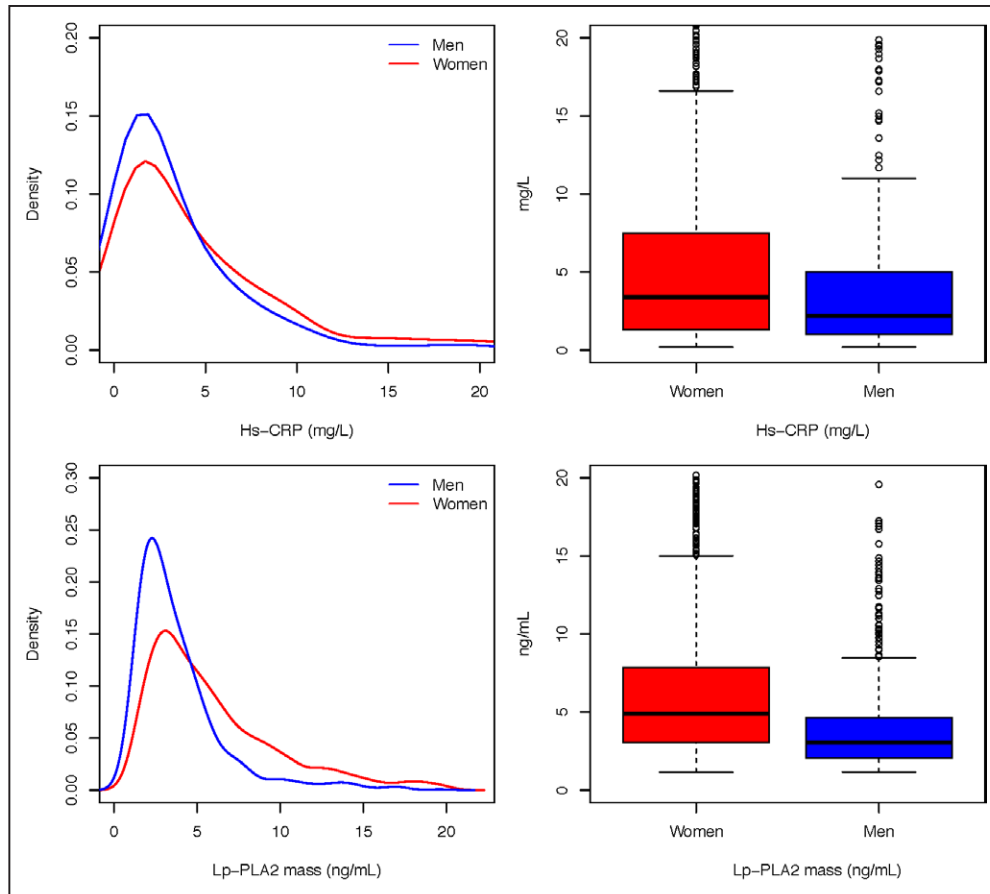 Density
0.20
0.15
0.10
0.05
0.00
Men
Women
0 5 10 15 20
Hs-CRP (mg/L)
mg/L
20
15
10
5
0
Women Men
Hs-CRP (mg/L)
Density
0.30
0.25
0.20
0.15
0.10
0.05
0.00
Men
Women
0 5 10 15 20
Lp-PLA2 mass (ng/mL)
ng/mL
20
15
10
5
0
Women Men
Lp-PLA2 mass (ng/mL)